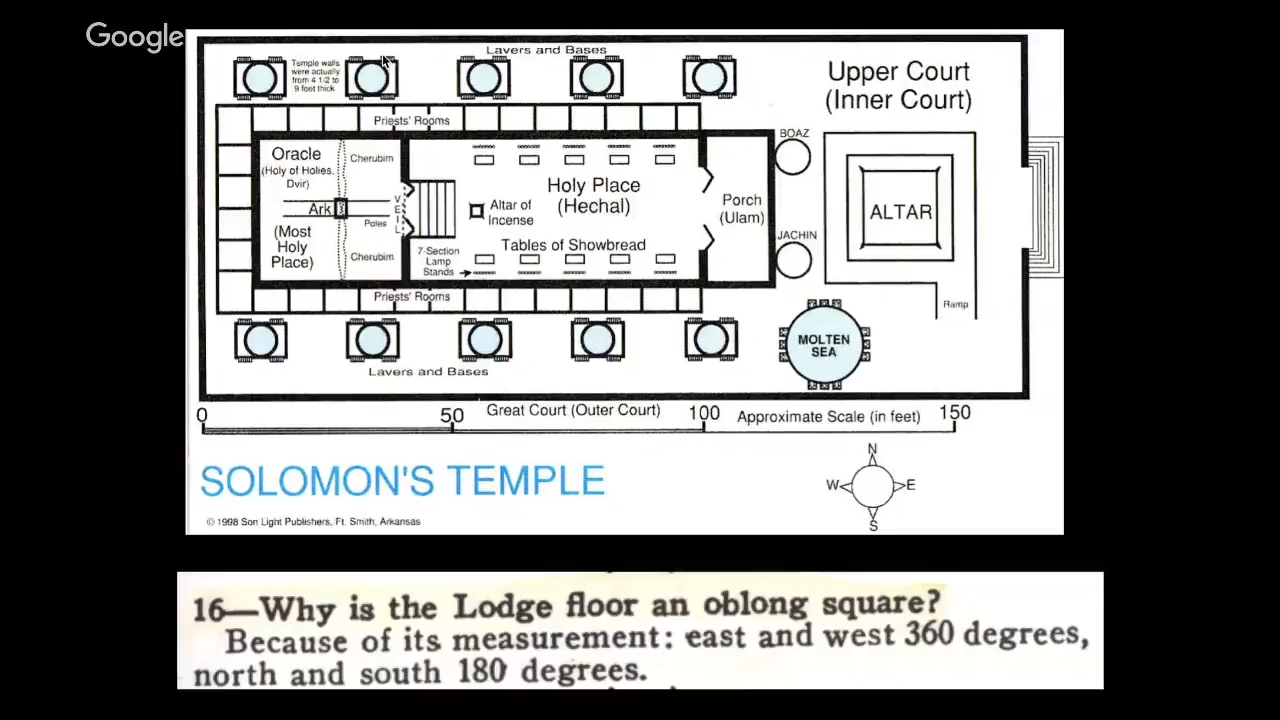 Google
Lavers and Bases
Temple walls
were actually
from 4 1/2 to
9 foot thick
Upper Court
(Inner Court)
Priests' Rooms
BOAZ
Oracle
(Holy of Holies,
Dvir)
Cherubim
Holy Place
(Hechal)
Porch
(Ulam)
ALTAR
VEIL
Ark
Poles
Altar of
Incense
(Most
Holy
Place)
Cherubim
7-Section
Lamp
Stands
Tables of Showbread
JACHIN
Priests' Rooms
Ramp
MOLTEN
SEA
Lavers and Bases
0 50 Great Court (Outer Court) 100 Approximate Scale (in feet) 150
SOLOMON'S TEMPLE
N
W E
S
© 1998 Son Light Publishers, Ft. Smith, Arkansas
16—Why is the Lodge floor an oblong square?
Because of its measurement: east and west 360 degrees,
north and south 180 degrees.